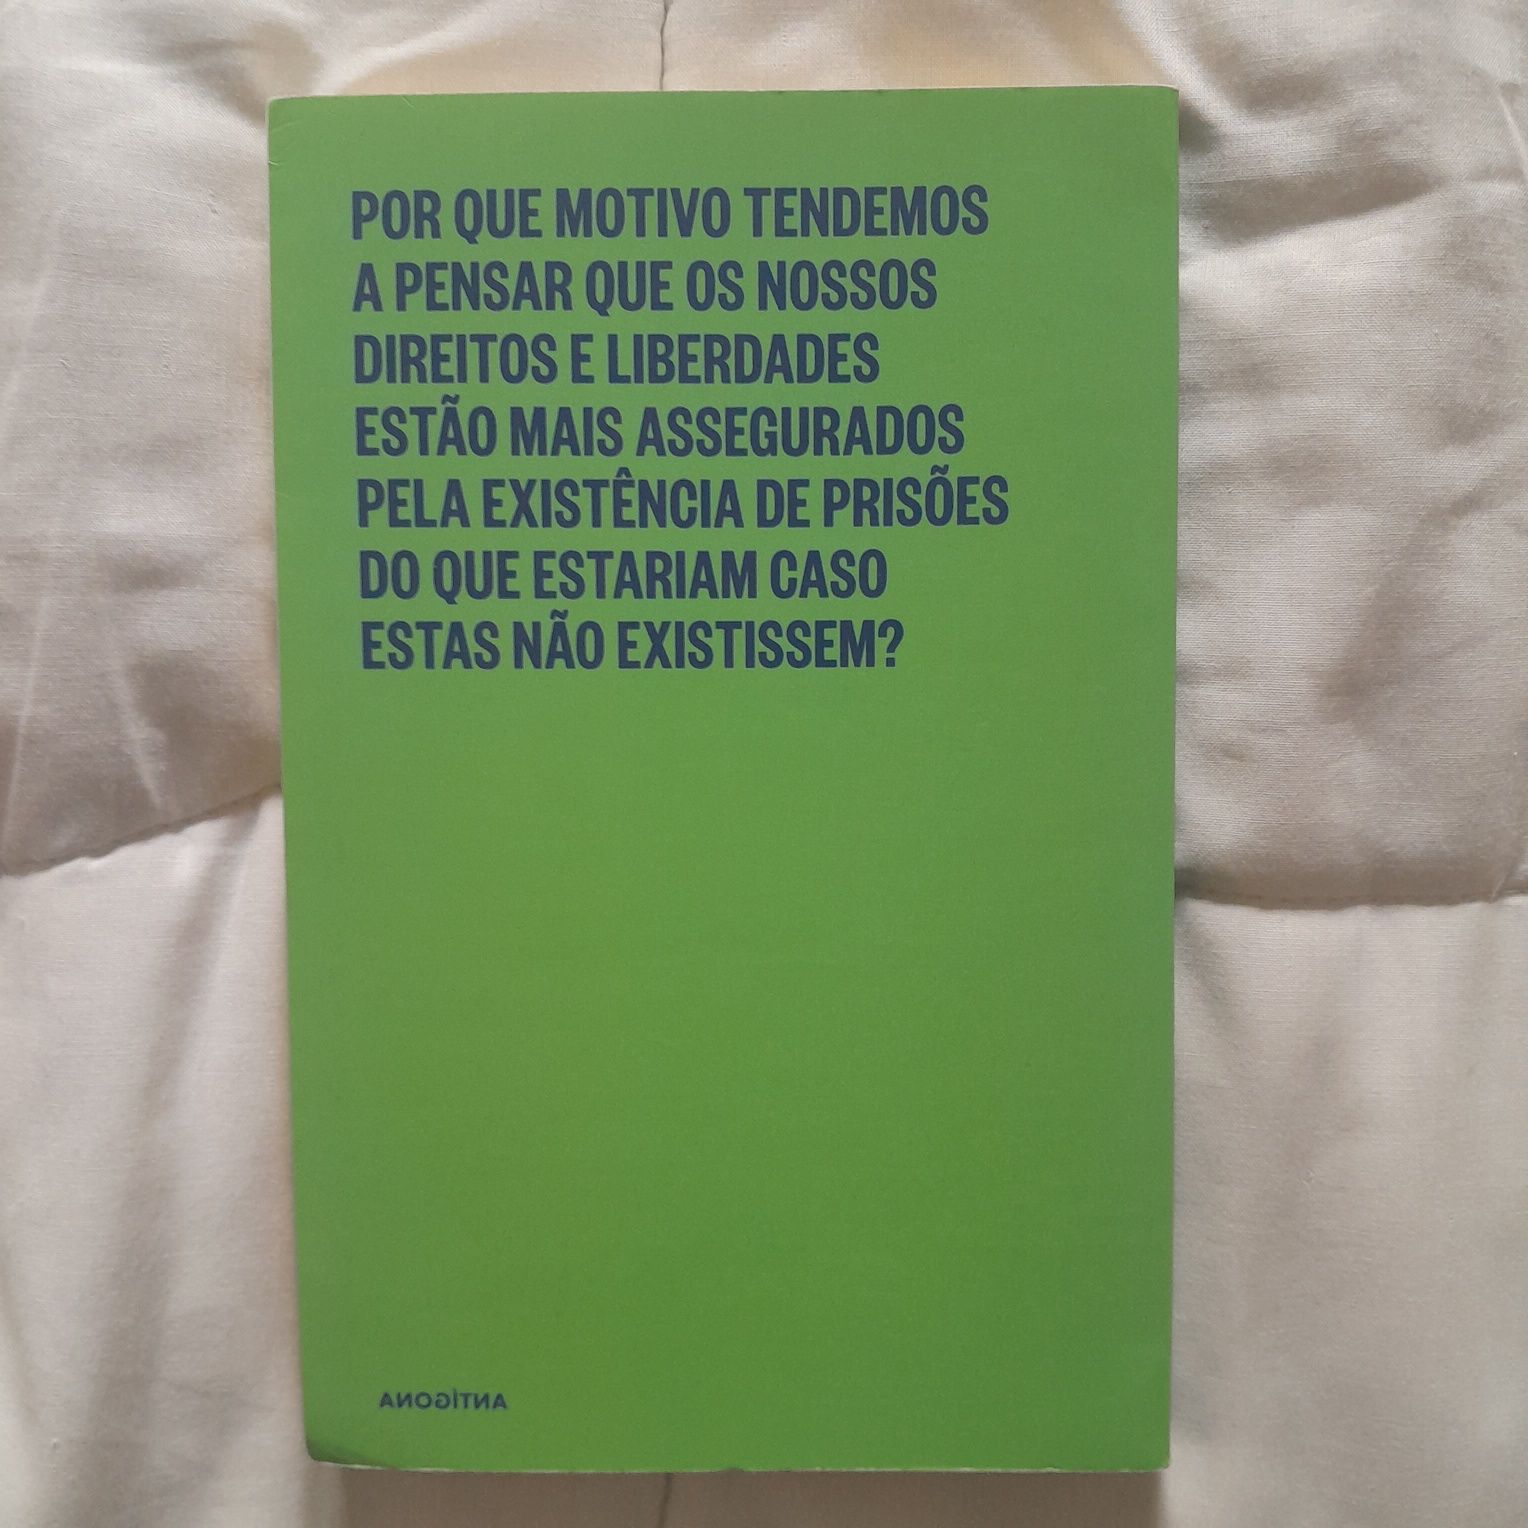 POR QUE MOTIVO TENDEMOS
A PENSAR QUE OS NOSSOS
DIREITOS E LIBERDADES
ESTÃO MAIS ASSEGURADOS
PELA EXISTÊNCIA DE PRISÕES
DO QUE ESTARIAM CASO
ESTAS NÃO EXISTISSEM?
ANTÍGONA